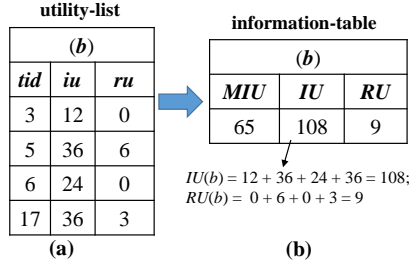 utility-list
(b)
tid iu ru
3 12 0
5 36 6
6 24 0
17 36 3
(a)
information-table
(b)
MIU IU RU
65 108 9
IU(b) = 12 + 36 + 24 + 36 = 108;
RU(b) = 0 + 6 + 0 + 3 = 9
(b)